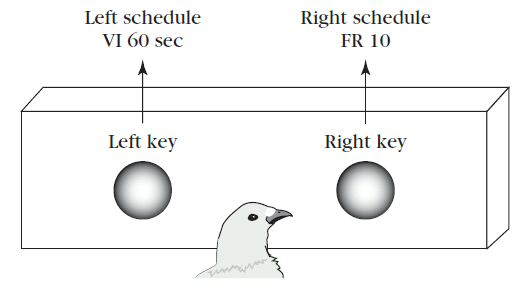 Left schedule
VI 60 sec
Right schedule
FR 10
Left key
Right key